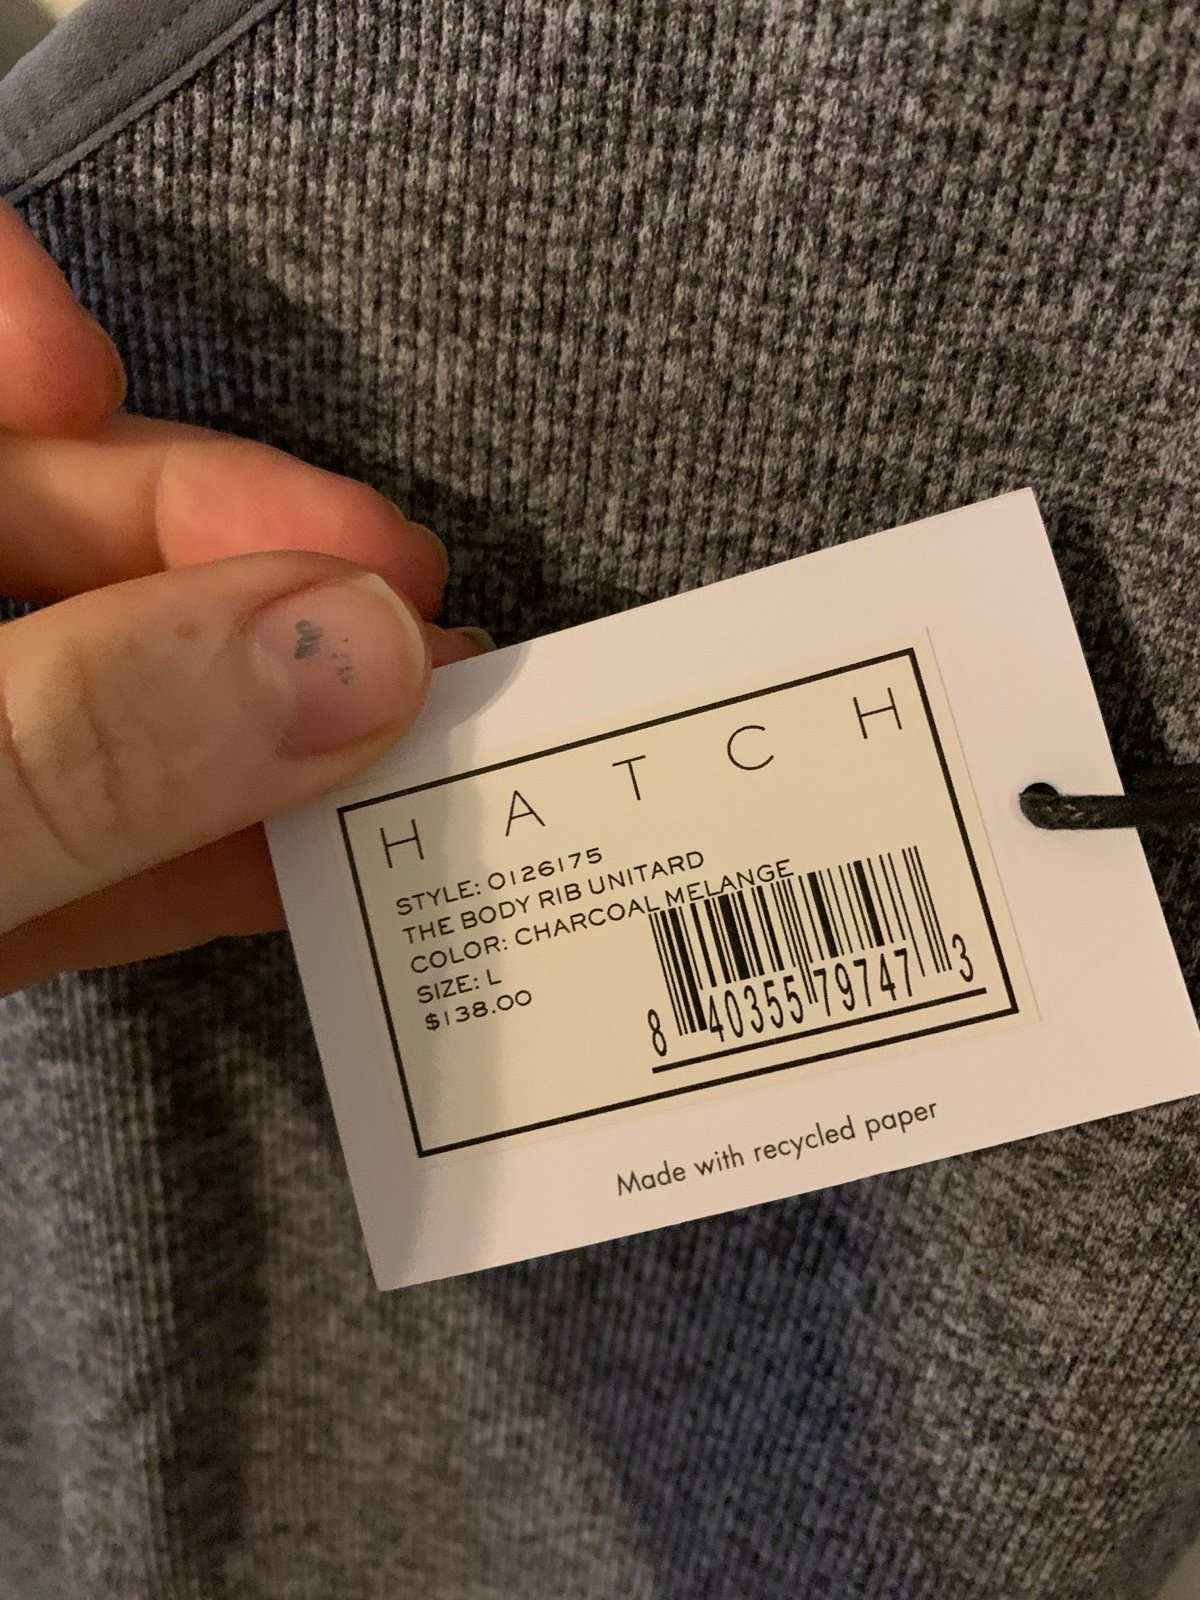 H A T C H
STYLE: 0126175
THE BODY RIB UNITARD
COLOR: CHARCOAL MELANGE
SIZE: L
$138.00
8 40355 79747 3
Made with recycled paper